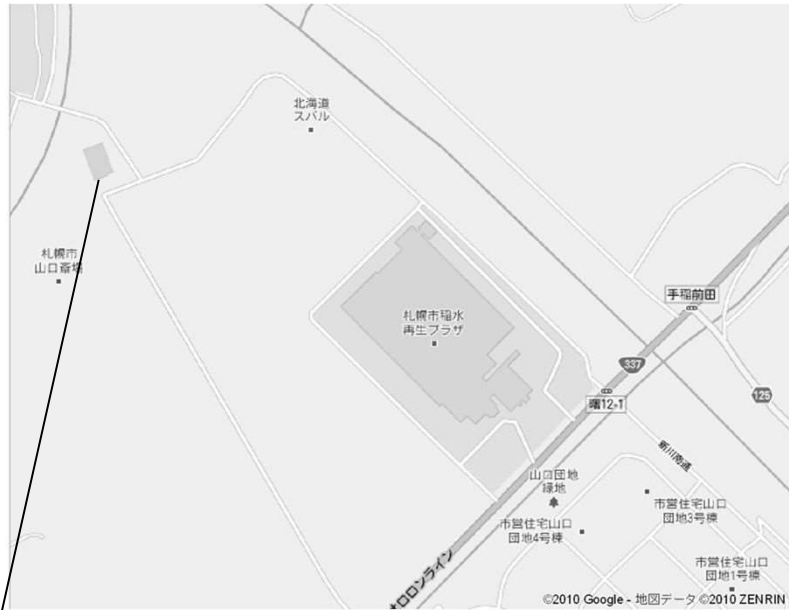 北海道
スバル
札幌市
山口斎場
札幌市稲水
再生プラザ
手稲前田
337
曙12-1
125
新川南通
山口団地
緑地
市営住宅山口
団地3号棟
市営住宅山口
団地4号棟
市営住宅山口
団地1号棟
オロロンライン
©2010 Google - 地図データ ©2010 ZENRIN